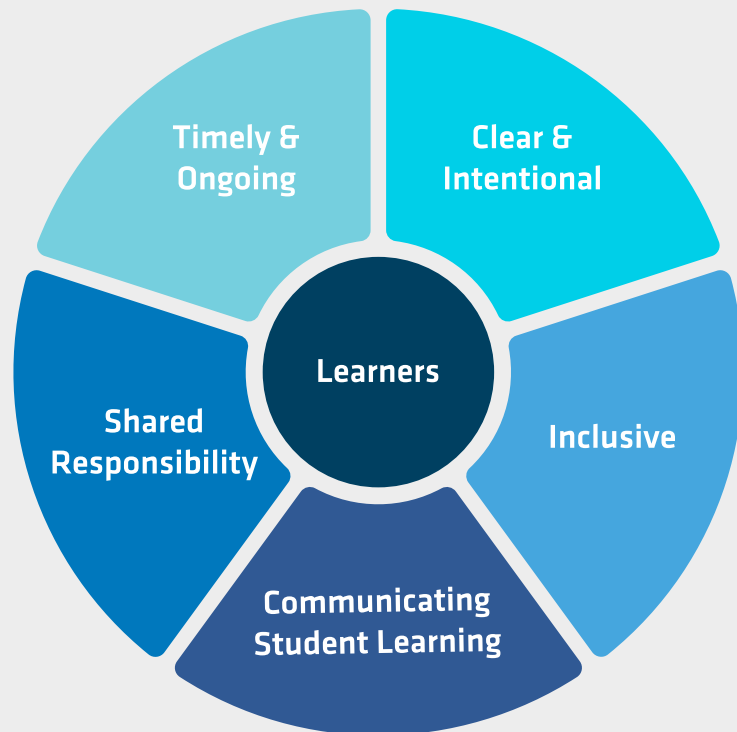 Timely &
Ongoing
Clear &
Intentional
Learners
Shared
Responsibility
Inclusive
Communicating
Student Learning